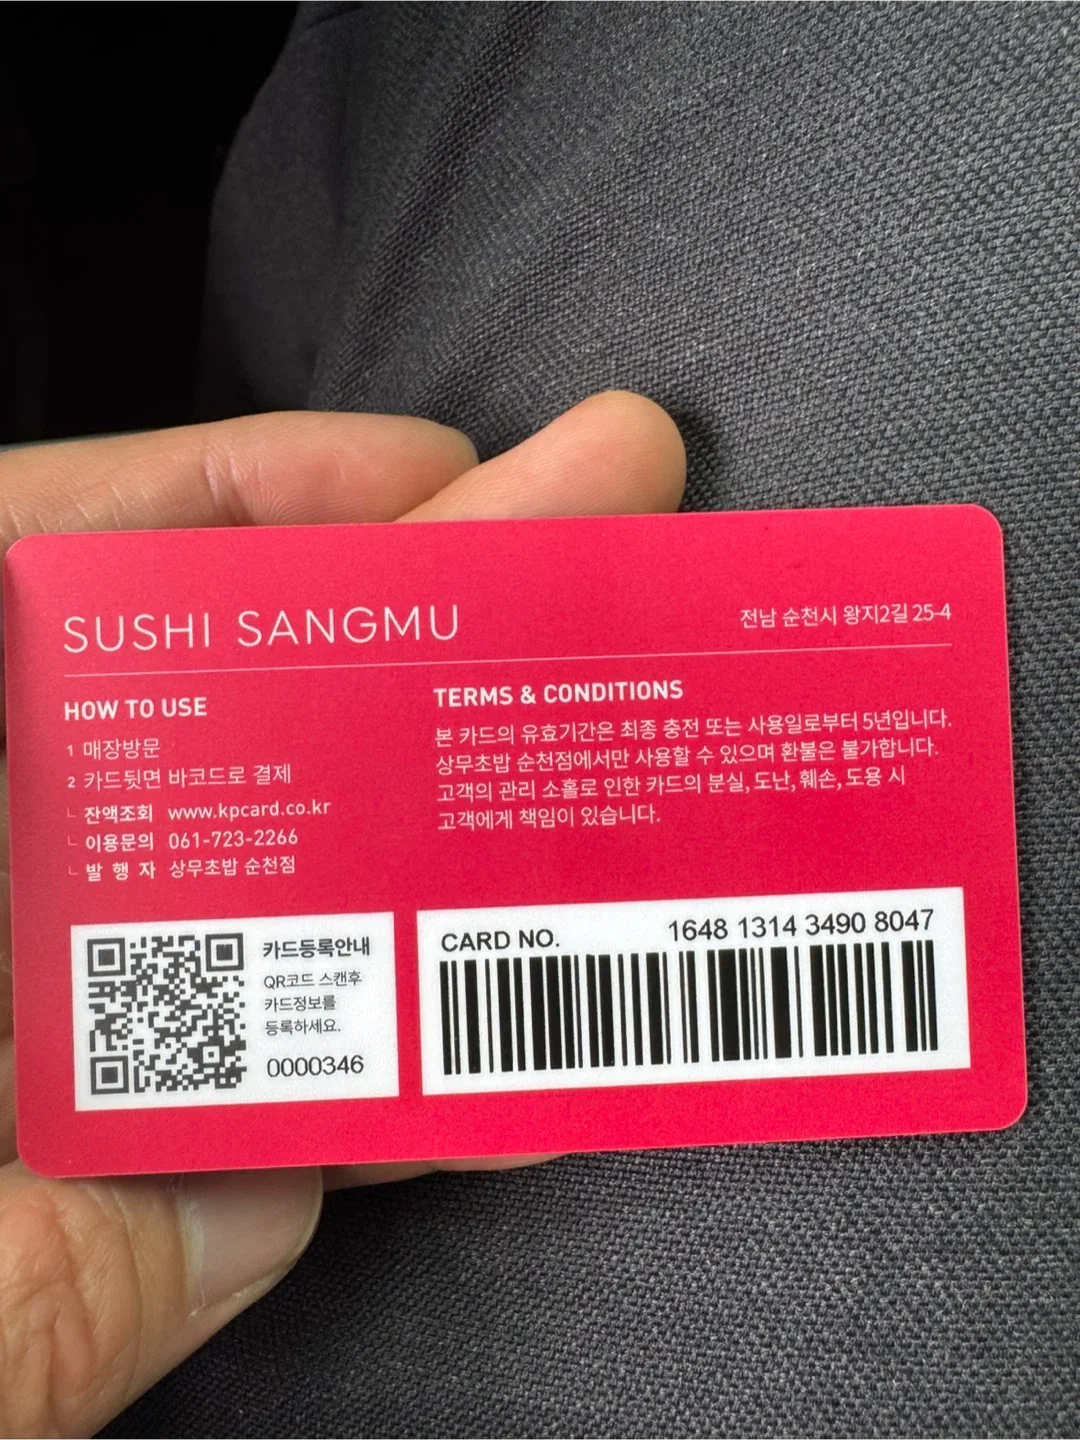 SUSHI SANGMU
전남 순천시 왕지2길 25-4
HOW TO USE
1 매장방문
2 카드뒷면 바코드로 결제
ㄴ 잔액조회 www.kpcard.co.kr
ㄴ 이용문의 061-723-2266
ㄴ 발 행 자 상무초밥 순천점
TERMS & CONDITIONS
본 카드의 유효기간은 최종 충전 또는 사용일로부터 5년입니다.
상무초밥 순천점에서만 사용할 수 있으며 환불은 불가합니다.
고객의 관리 소홀로 인한 카드의 분실, 도난, 훼손, 도용 시
고객에게 책임이 있습니다.
카드등록안내
QR코드 스캔후
카드정보를
등록하세요.
0000346
CARD NO. 1648 1314 3490 8047